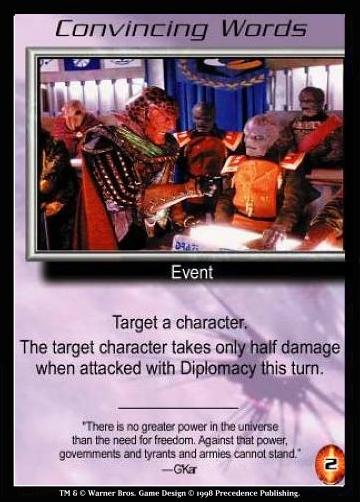 Convincing Words
Event
Target a character.
The target character takes only half damage
when attacked with Diplomacy this turn.
"There is no greater power in the universe
than the need for freedom. Against that power,
governments and tyrants and armies cannot stand."
—G'Kar
2
TM & © Warner Bros. Game Design © 1998 Precedence Publishing.